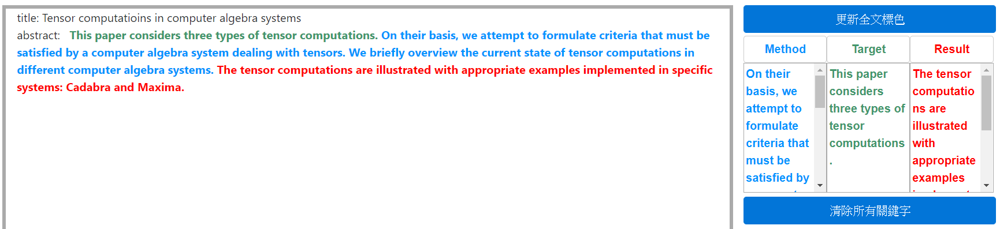 title: Tensor computatioins in computer algebra systems
abstract: This paper considers three types of tensor computations. On their basis, we attempt to formulate criteria that must be
satisfied by a computer algebra system dealing with tensors. We briefly overview the current state of tensor computations in
different computer algebra systems. The tensor computations are illustrated with appropriate examples implemented in specific
systems: Cadabra and Maxima.
更新全文標色
Method
Target
Result
On their
basis, we
attempt to
formulate
criteria that
must be
satisfied by
This paper
considers
three types of
tensor
computations
.
The tensor
computatio
ns are
illustrated
with
appropriate
examples
清除所有關鍵字